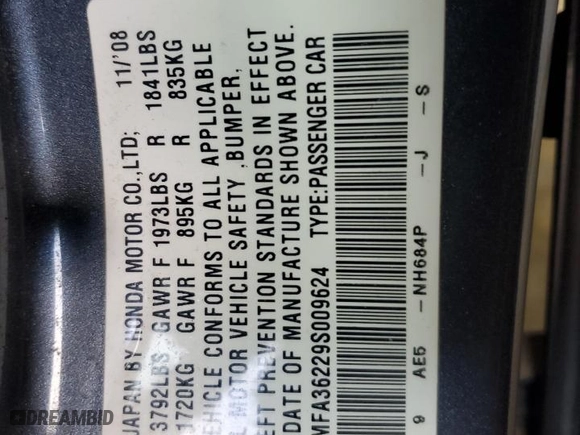 JAPAN BY HONDA MOTOR CO.,LTD; 11/'08
3792LBS GAWR F 1973LBS R 1841LBS
1720KG GAWR F 895KG R 835KG
EHICLE CONFORMS TO ALL APPLICABLE
L MOTOR VEHICLE SAFETY ,BUMPER,
EFT PREVENTION STANDARDS IN EFFECT
DATE OF MANUFACTURE SHOWN ABOVE.
MFA36229S009624 TYPE:PASSENGER CAR
9 AE5 -NH684P -J -S
DREAMBID